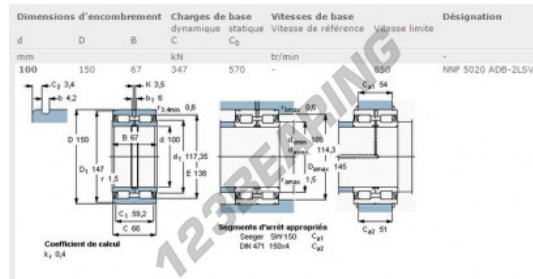 Dimensions d'encombrement Charges de base Vitesses de base Désignation
dynamique statique Vitesse de référence Vitesse limite
d D B C C₀
mm kN tr/min -
100 150 67 347 570 - 850 NNF 5020 ADB-2LSV
C₂ 3,4
b 4,2
K 3,5
b₁ 6
r₃,₄min 0,6
D 150
D₁ 147
r 1,5
B 67
d 100
d₁ 117,35
E 138
C₁ 59,2
C 66
Coefficient de calcul
kᵣ 0,4
rbmax 0,6
damin
damax 114,3
Damax 145
ramax 1,5
Ca1 54
Ca2 51
Segments d'arrêt appropriés
Seeger SW 150 Ca1
DIN 471 150x4 Ca2
123BEARING